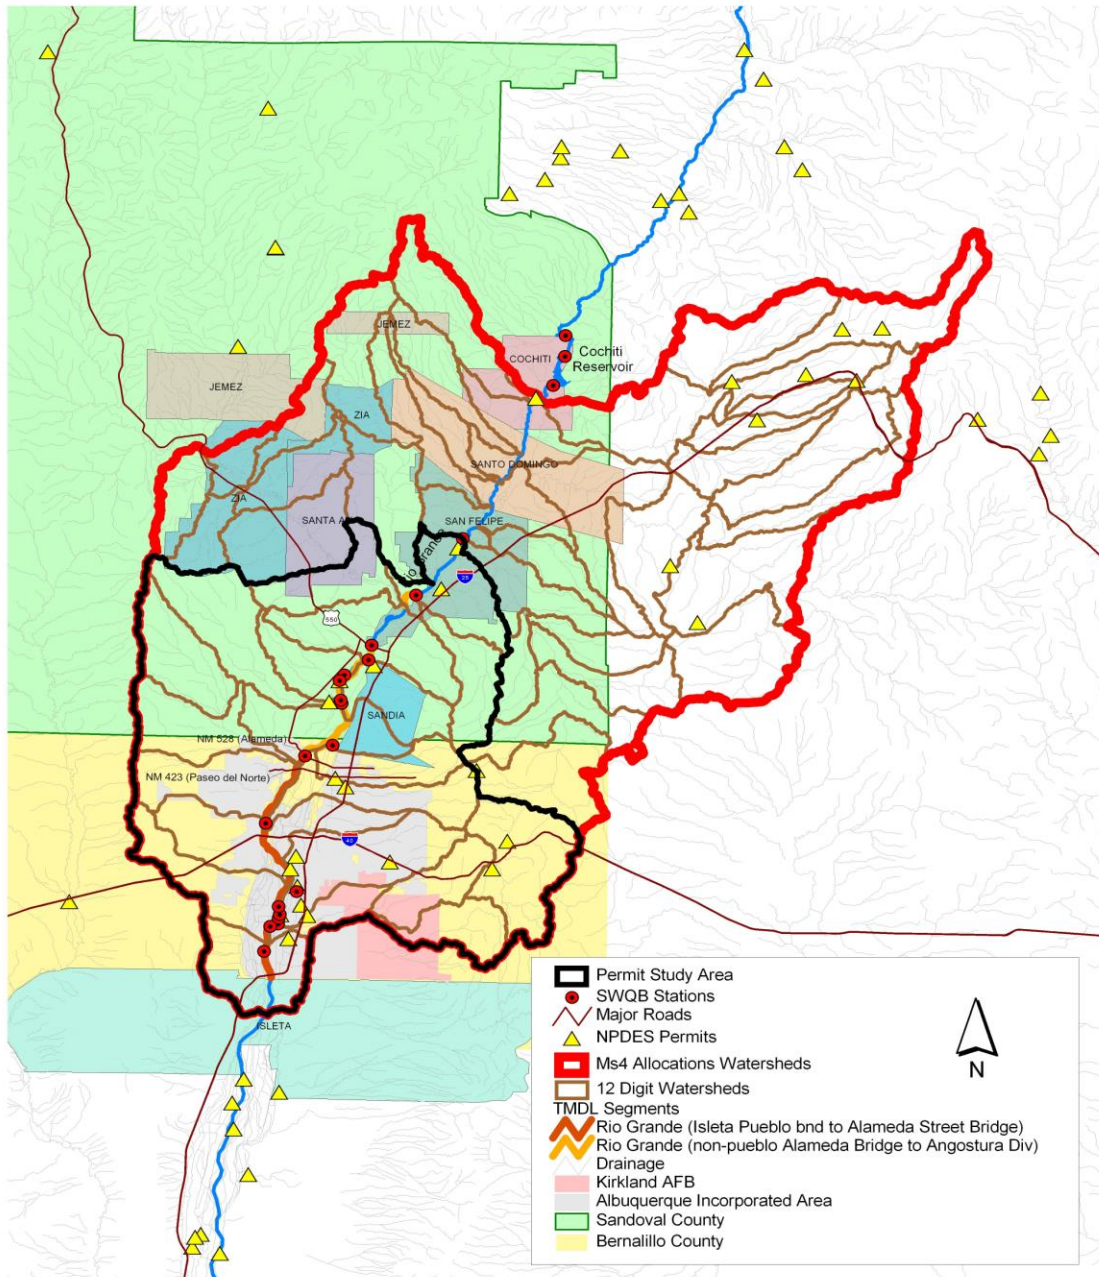 JEMEZ
COCHITI
Cochiti
Reservoir
JEMEZ
ZIA
SANTO DOMINGO
ZIA
SANTA A
SAN FELIPE
Rio Grande
25
550
SANDIA
NM 528 (Alameda)
NM 423 (Paseo del Norte)
40
ISLETA
Permit Study Area
SWQB Stations
Major Roads
NPDES Permits
Ms4 Allocations Watersheds
12 Digit Watersheds
TMDL Segments
Rio Grande (Isleta Pueblo bnd to Alameda Street Bridge)
Rio Grande (non-pueblo Alameda Bridge to Angostura Div)
Drainage
Kirkland AFB
Albuquerque Incorporated Area
Sandoval County
Bernalillo County
N